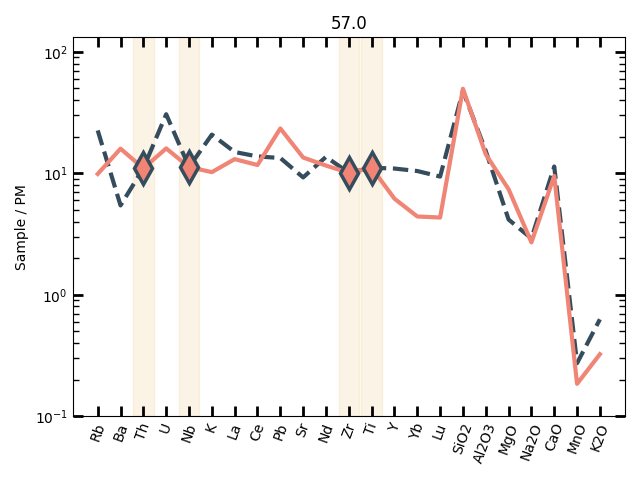 57.0
10²
10¹
10⁰
10⁻¹
Sample / PM
Rb Ba Th U Nb K La Ce Pb Sr Nd Zr Ti Y Yb Lu SiO2 Al2O3 MgO Na2O CaO MnO K2O